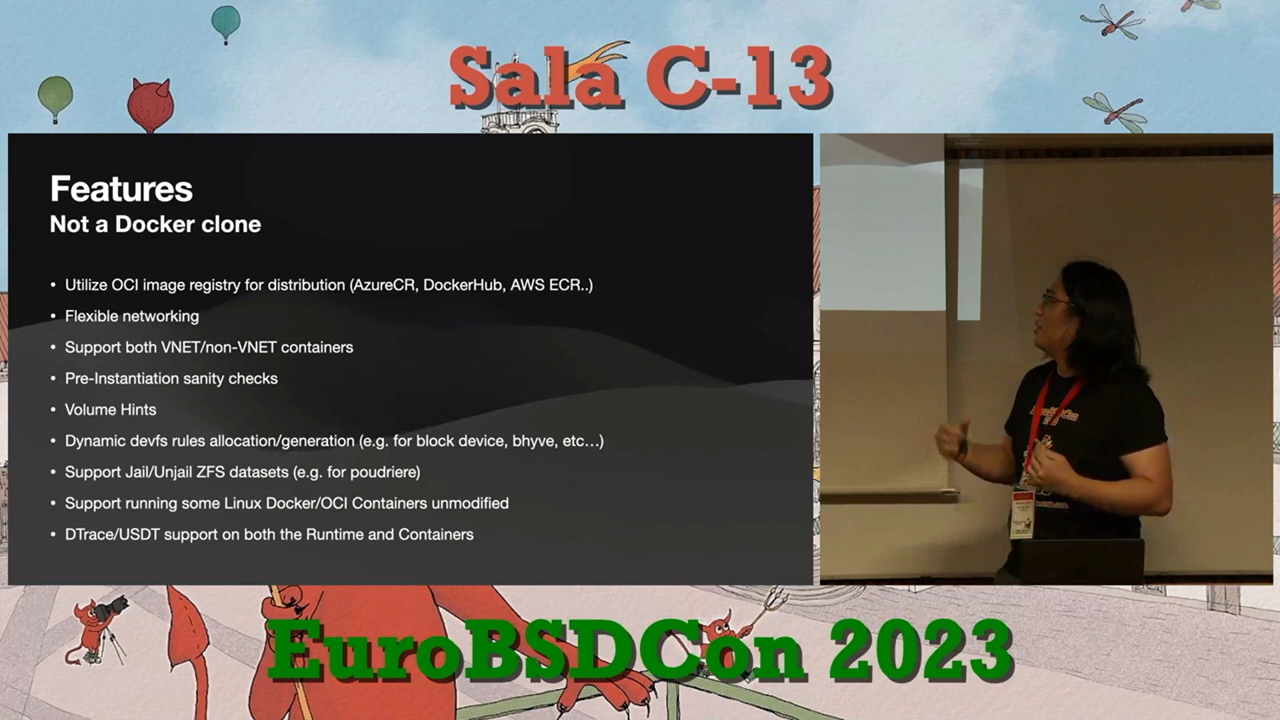 Sala C-13
Features
Not a Docker clone
• Utilize OCI image registry for distribution (AzureCR, DockerHub, AWS ECR..)
• Flexible networking
• Support both VNET/non-VNET containers
• Pre-Instantiation sanity checks
• Volume Hints
• Dynamic devfs rules allocation/generation (e.g. for block device, bhyve, etc…)
• Support Jail/Unjail ZFS datasets (e.g. for poudriere)
• Support running some Linux Docker/OCI Containers unmodified
• DTrace/USDT support on both the Runtime and Containers
EuroBSDCon 2023